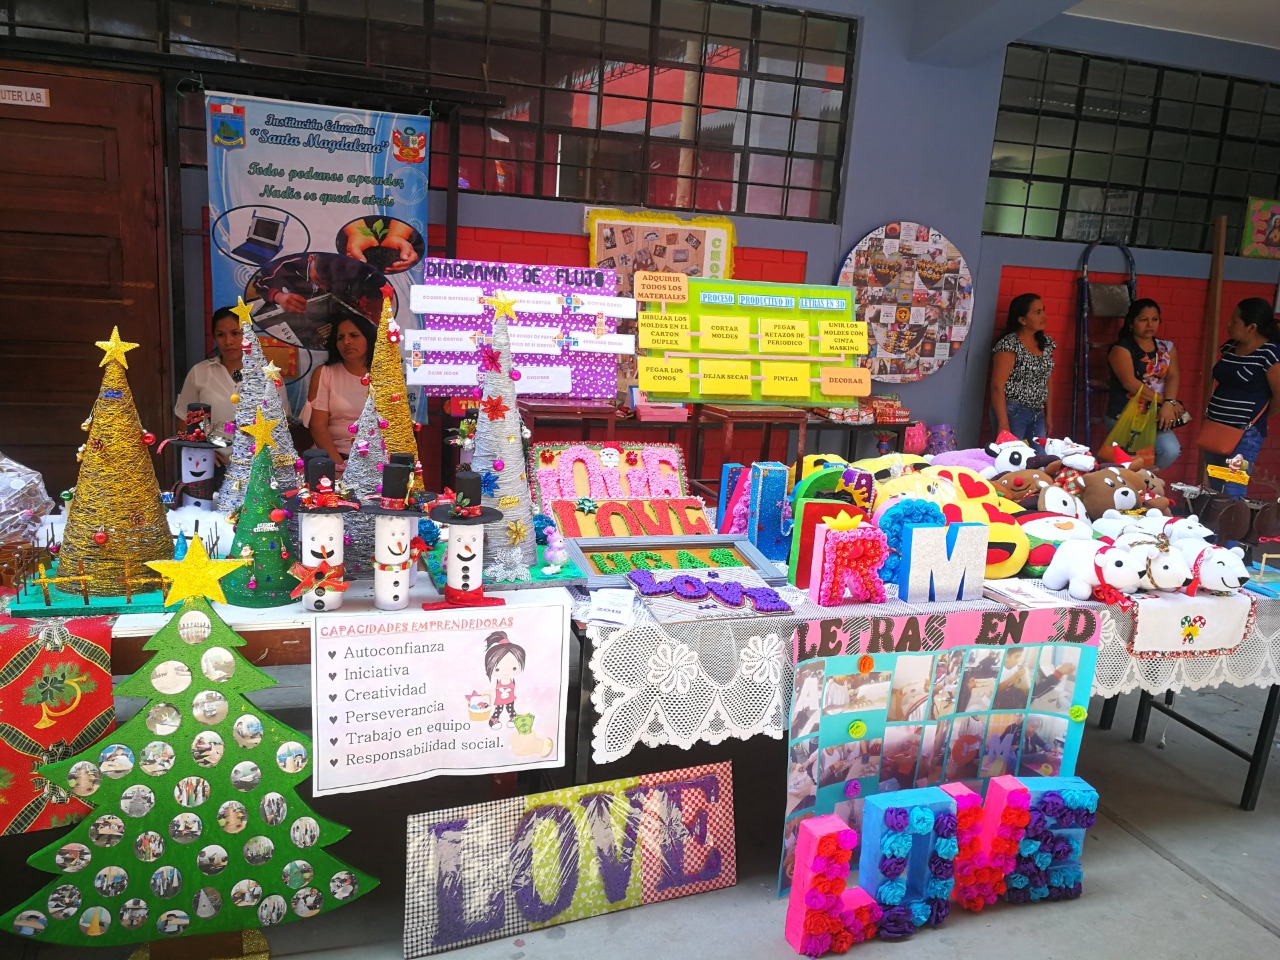 UTER LAB.
Institución Educativa
"Santa Magdalena"
Todos podemos aprender,
Nadie se queda atrás
DIAGRAMA DE FLUJO
ADQUIRIR
TODOS LOS
MATERIALES
PROCESO PRODUCTIVO DE LETRAS EN 3D
DIBUJAR LOS
MOLDES EN EL
CARTON
DUPLEX
CORTAR
MOLDES
PEGAR
RETAZOS DE
PERIODICO
UNIR LOS
MOLDES CON
CINTA
MASKING
PEGAR LOS
CONOS
DEJAR SECAR
PINTAR
DECORAR
LOVE
LOVE
R
M
CAPACIDADES EMPRENDEDORAS
♥ Autoconfianza
♥ Iniciativa
♥ Creatividad
♥ Perseverancia
♥ Trabajo en equipo
♥ Responsabilidad social.
LETRAS EN 3D
LOVE
LOVE